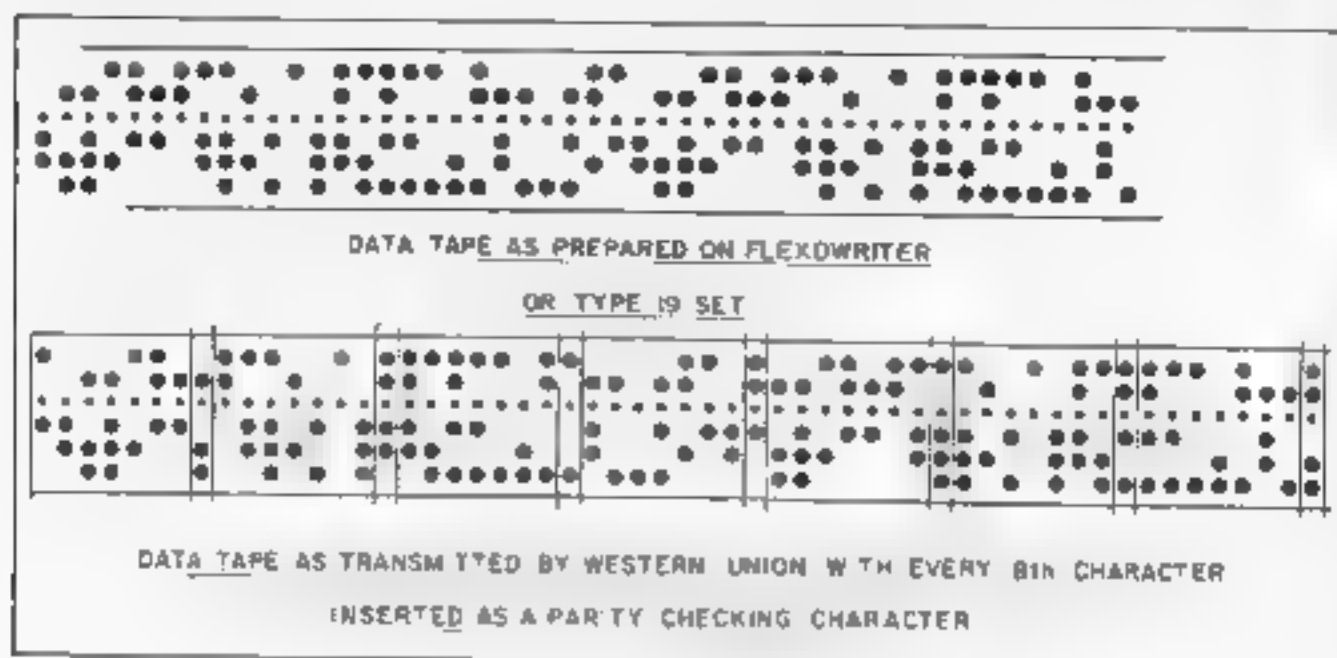 DATA TAPE AS PREPARED ON FLEXOWRITER
OR TYPE 19 SET
DATA TAPE AS TRANSMITTED BY WESTERN UNION WITH EVERY 8th CHARACTER
INSERTED AS A PARITY CHECKING CHARACTER